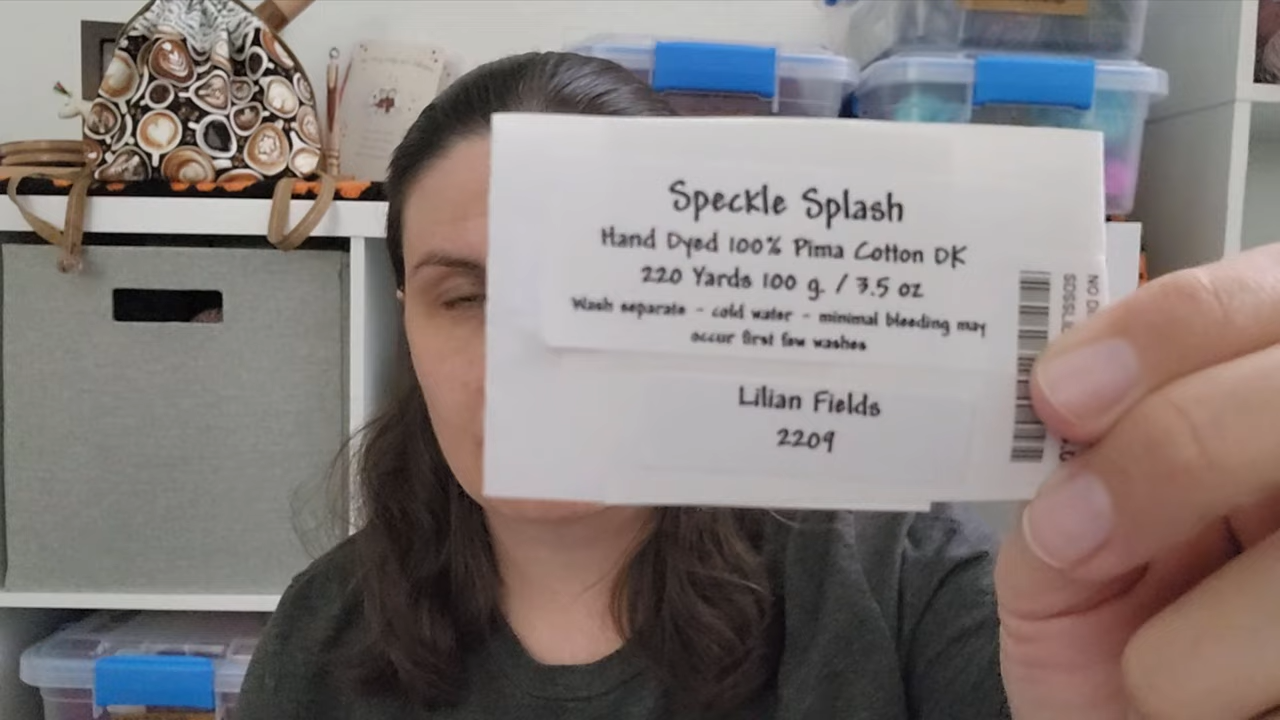 Speckle Splash
Hand Dyed 100% Pima Cotton DK
220 Yards 100 g. / 3.5 oz
Wash separate - cold water - minimal bleeding may
occur first few washes
Lilian Fields
2209